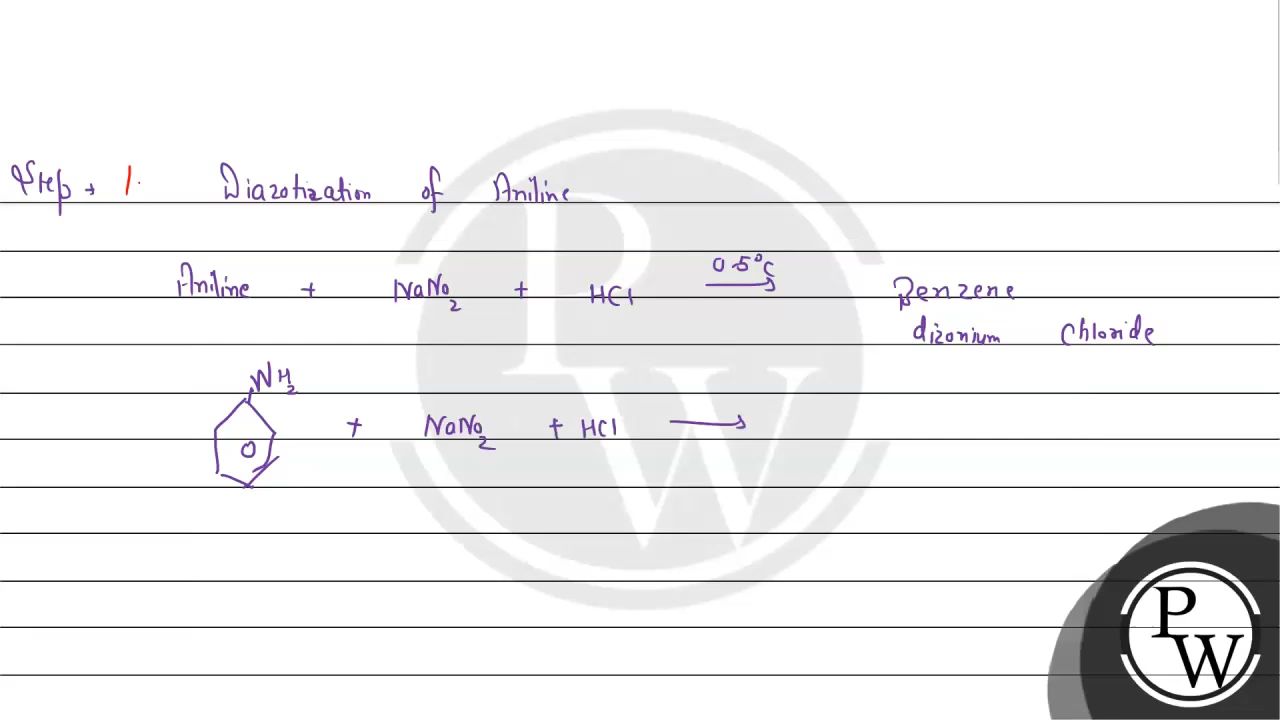 Step → 1. Diazotization of Aniline
Aniline + NaNO2 + HCl 0-5°C → Benzene
dizonium chloride
NH2
+ NaNO2 + HCl →
P
W
P
W